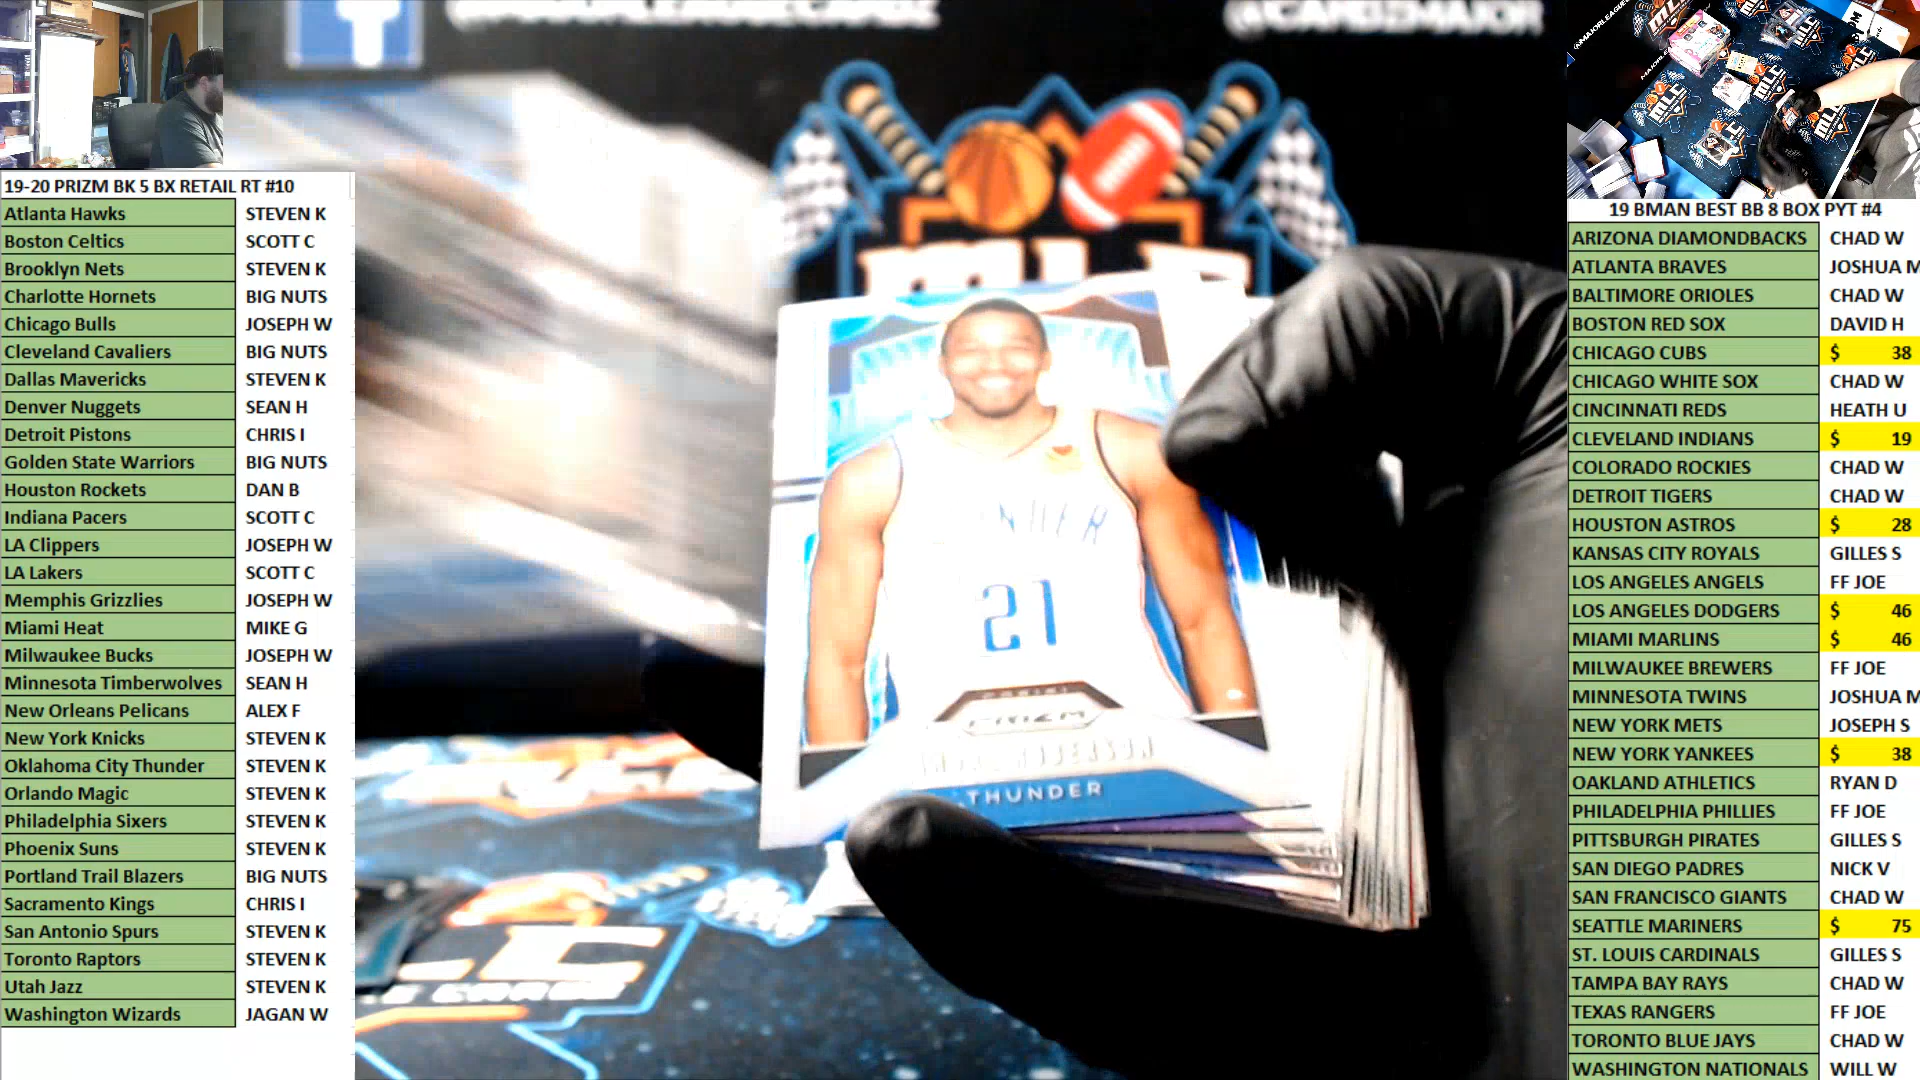 19-20 PRIZM BK 5 BX RETAIL RT #10
Atlanta Hawks STEVEN K
Boston Celtics SCOTT C
Brooklyn Nets STEVEN K
Charlotte Hornets BIG NUTS
Chicago Bulls JOSEPH W
Cleveland Cavaliers BIG NUTS
Dallas Mavericks STEVEN K
Denver Nuggets SEAN H
Detroit Pistons CHRIS I
Golden State Warriors BIG NUTS
Houston Rockets DAN B
Indiana Pacers SCOTT C
LA Clippers JOSEPH W
LA Lakers SCOTT C
Memphis Grizzlies JOSEPH W
Miami Heat MIKE G
Milwaukee Bucks JOSEPH W
Minnesota Timberwolves SEAN H
New Orleans Pelicans ALEX F
New York Knicks STEVEN K
Oklahoma City Thunder STEVEN K
Orlando Magic STEVEN K
Philadelphia Sixers STEVEN K
Phoenix Suns STEVEN K
Portland Trail Blazers BIG NUTS
Sacramento Kings CHRIS I
San Antonio Spurs STEVEN K
Toronto Raptors STEVEN K
Utah Jazz STEVEN K
Washington Wizards JAGAN W
@CARDZMAJOR
21
PANINI
PRIZM
THUNDER
MLC
19 BMAN BEST BB 8 BOX PYT #4
ARIZONA DIAMONDBACKS CHAD W
ATLANTA BRAVES JOSHUA M
BALTIMORE ORIOLES CHAD W
BOSTON RED SOX DAVID H
CHICAGO CUBS $ 38
CHICAGO WHITE SOX CHAD W
CINCINNATI REDS HEATH U
CLEVELAND INDIANS $ 19
COLORADO ROCKIES CHAD W
DETROIT TIGERS CHAD W
HOUSTON ASTROS $ 28
KANSAS CITY ROYALS GILLES S
LOS ANGELES ANGELS FF JOE
LOS ANGELES DODGERS $ 46
MIAMI MARLINS $ 46
MILWAUKEE BREWERS FF JOE
MINNESOTA TWINS JOSHUA M
NEW YORK METS JOSEPH S
NEW YORK YANKEES $ 38
OAKLAND ATHLETICS RYAN D
PHILADELPHIA PHILLIES FF JOE
PITTSBURGH PIRATES GILLES S
SAN DIEGO PADRES NICK V
SAN FRANCISCO GIANTS CHAD W
SEATTLE MARINERS $ 75
ST. LOUIS CARDINALS GILLES S
TAMPA BAY RAYS CHAD W
TEXAS RANGERS FF JOE
TORONTO BLUE JAYS CHAD W
WASHINGTON NATIONALS WILL W